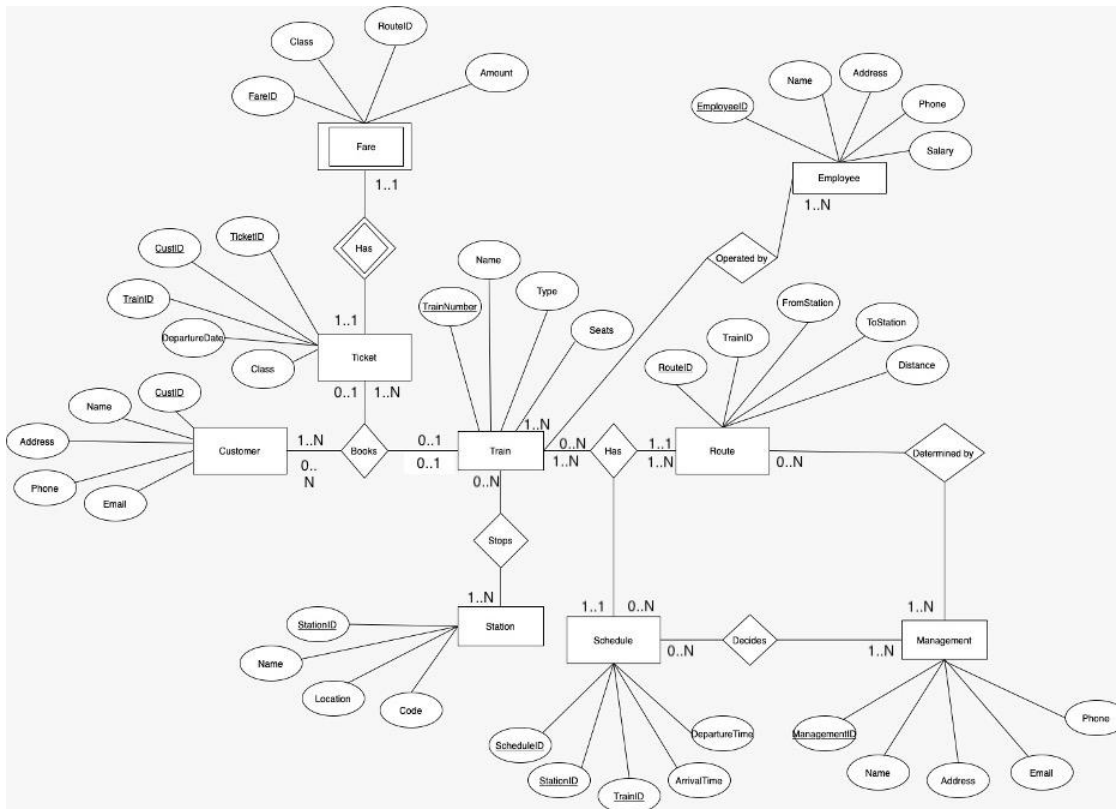 RouteID
Class
Amount
FareID
Fare
1..1
Has
1..1
Name
Address
EmployeeID
Phone
Salary
Employee
1..N
Operated by
TicketID
CustID
TrainID
DepartureDate
Class
Ticket
0..1 1..N
Name
Type
TrainNumber
Seats
1..N
Train
FromStation
TrainID
ToStation
RouteID
Distance
CustID
Name
Address
Phone
Email
Customer
1..N
0..
N
Books
0..1
0..1
0..N
0..N
1..N
Has
1..1
1..N
Route
0..N
Determined by
Stops
1..N
Station
StationID
Name
Location
Code
1..1 0..N
Schedule
0..N
Decides
1..N
1..N
Management
ScheduleID
StationID
TrainID
ArrivalTime
DepartureTime
ManagementID
Name
Address
Email
Phone